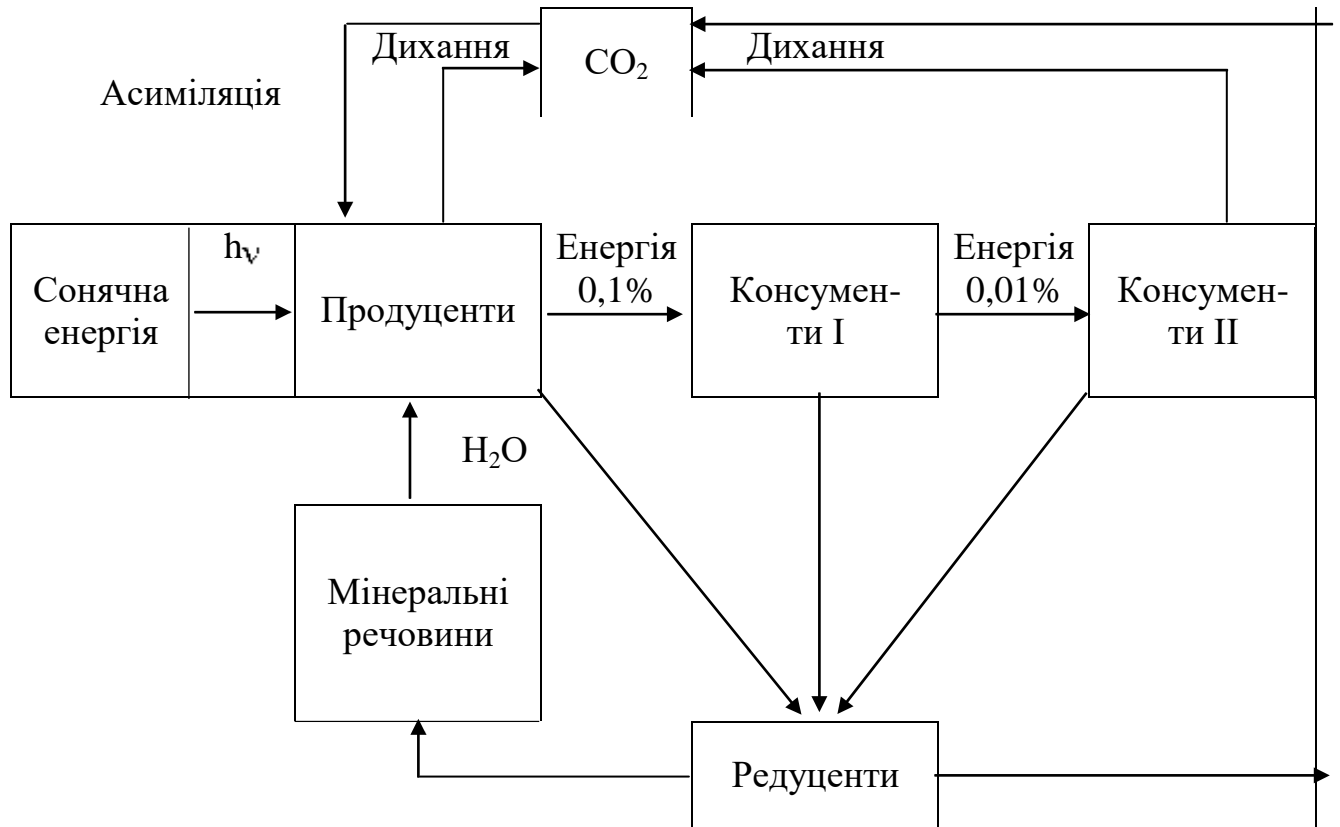 Дихання
CO₂
Дихання
Асиміляція
Сонячна
енергія
hν
Продуценти
Енергія
0,1%
Консумен-
ти I
Енергія
0,01%
Консумен-
ти II
H₂O
Мінеральні
речовини
Редуценти